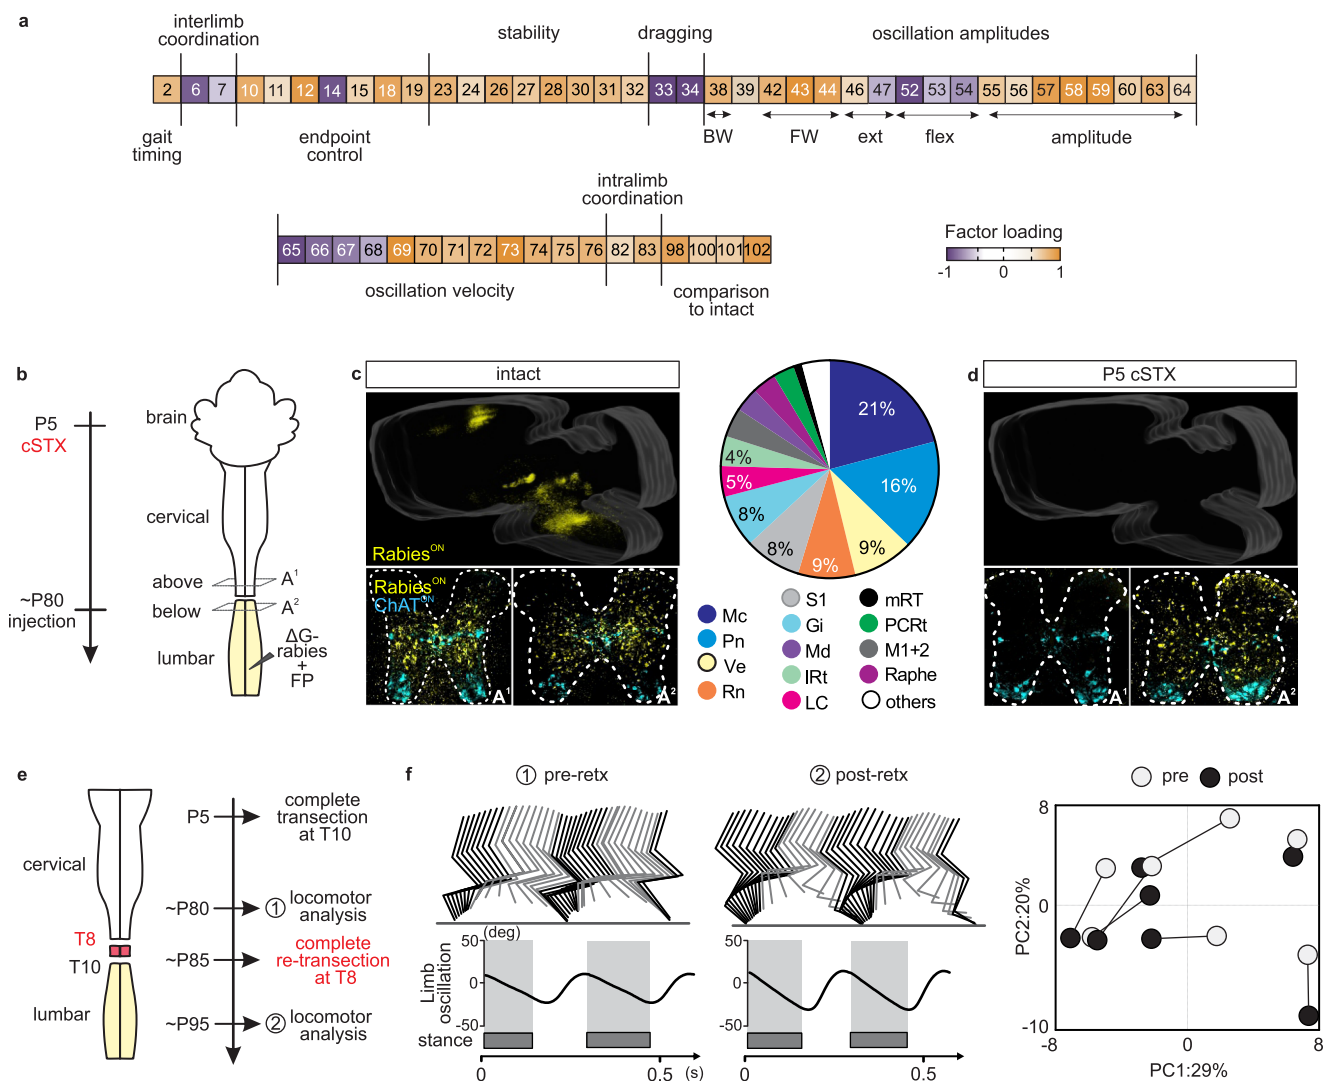 a
interlimb
coordination
stability
dragging
oscillation amplitudes
2 6 7 10 11 12 14 15 18 19 23 24 26 27 28 30 31 32 33 34 38 39 42 43 44 46 47 52 53 54 55 56 57 58 59 60 63 64
gait
timing
endpoint
control
BW FW ext flex amplitude
intralimb
coordination
65 66 67 68 69 70 71 72 73 74 75 76 82 83 98 100 101 102
oscillation velocity
comparison
to intact
Factor loading
-1 0 1
b
P5
cSTX
~P80
injection
brain
cervical
above
below
lumbar
A1
A2
ΔG-
rabies
+
FP
c
intact
RabiesON
RabiesON
ChATON
A1
A2
21%
16%
9%
9%
8%
8%
5%
4%
Mc
Pn
Ve
Rn
S1
Gi
Md
IRt
LC
mRT
PCRt
M1+2
Raphe
others
d
P5 cSTX
A1
A2
e
cervical
T8
T10
lumbar
P5
complete
transection
at T10
~P80
1 locomotor
analysis
~P85
complete
re-transection
at T8
~P95
2 locomotor
analysis
f
1 pre-retx
2 post-retx
(deg)
50
0
-50
Limb
oscillation
stance
0 0.5 (s)
50
0
-50
0 0.5
pre post
8
0
-10
PC2:20%
-8 0 8
PC1:29%